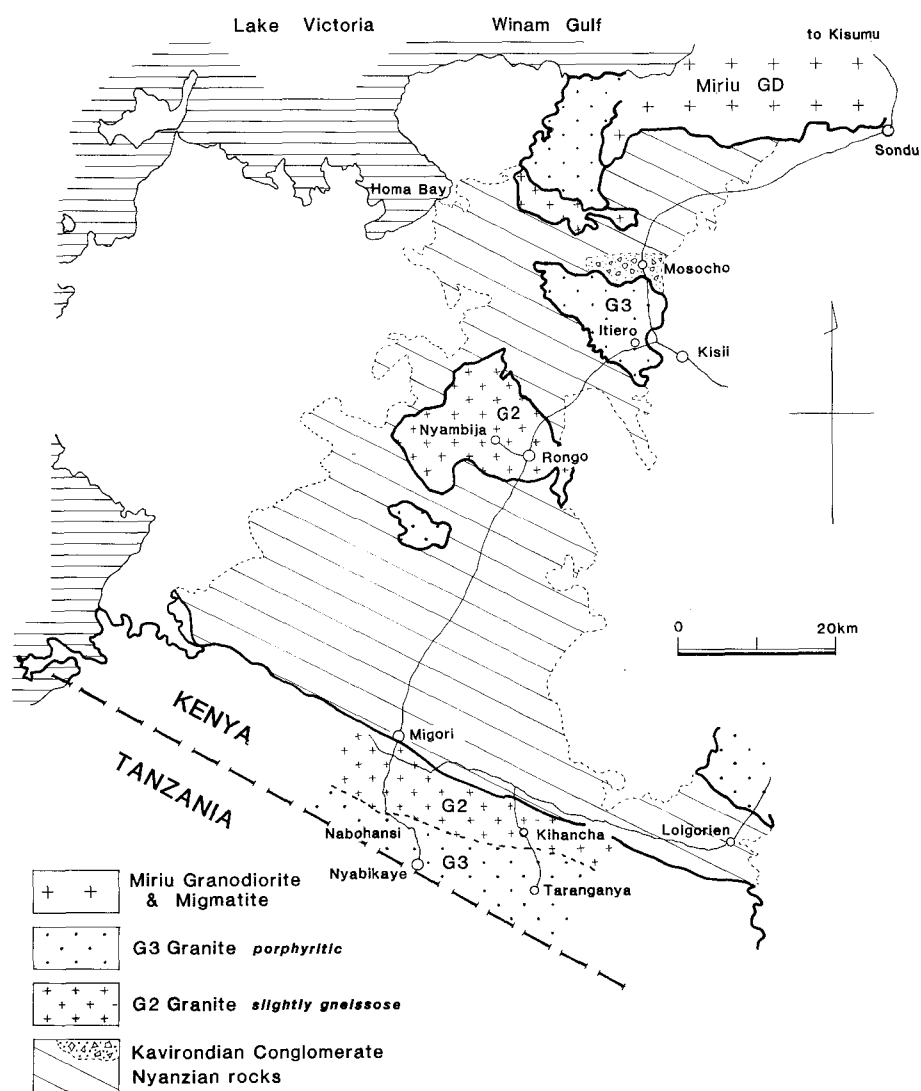 Lake Victoria
Winam Gulf
to Kisumu
Miriu GD
Sondu
Homa Bay
Mosocho
G3
Itiero
Kisii
G2
Nyambija
Rongo
0 20km
KENYA
Migori
TANZANIA
G2
Nabohansi
Kihancha
Lolgorien
G3
Nyabikaye
Taranganya
Miriu Granodiorite
& Migmatite
G3 Granite porphyritic
G2 Granite slightly gneissose
Kavirondian Conglomerate
Nyanzian rocks